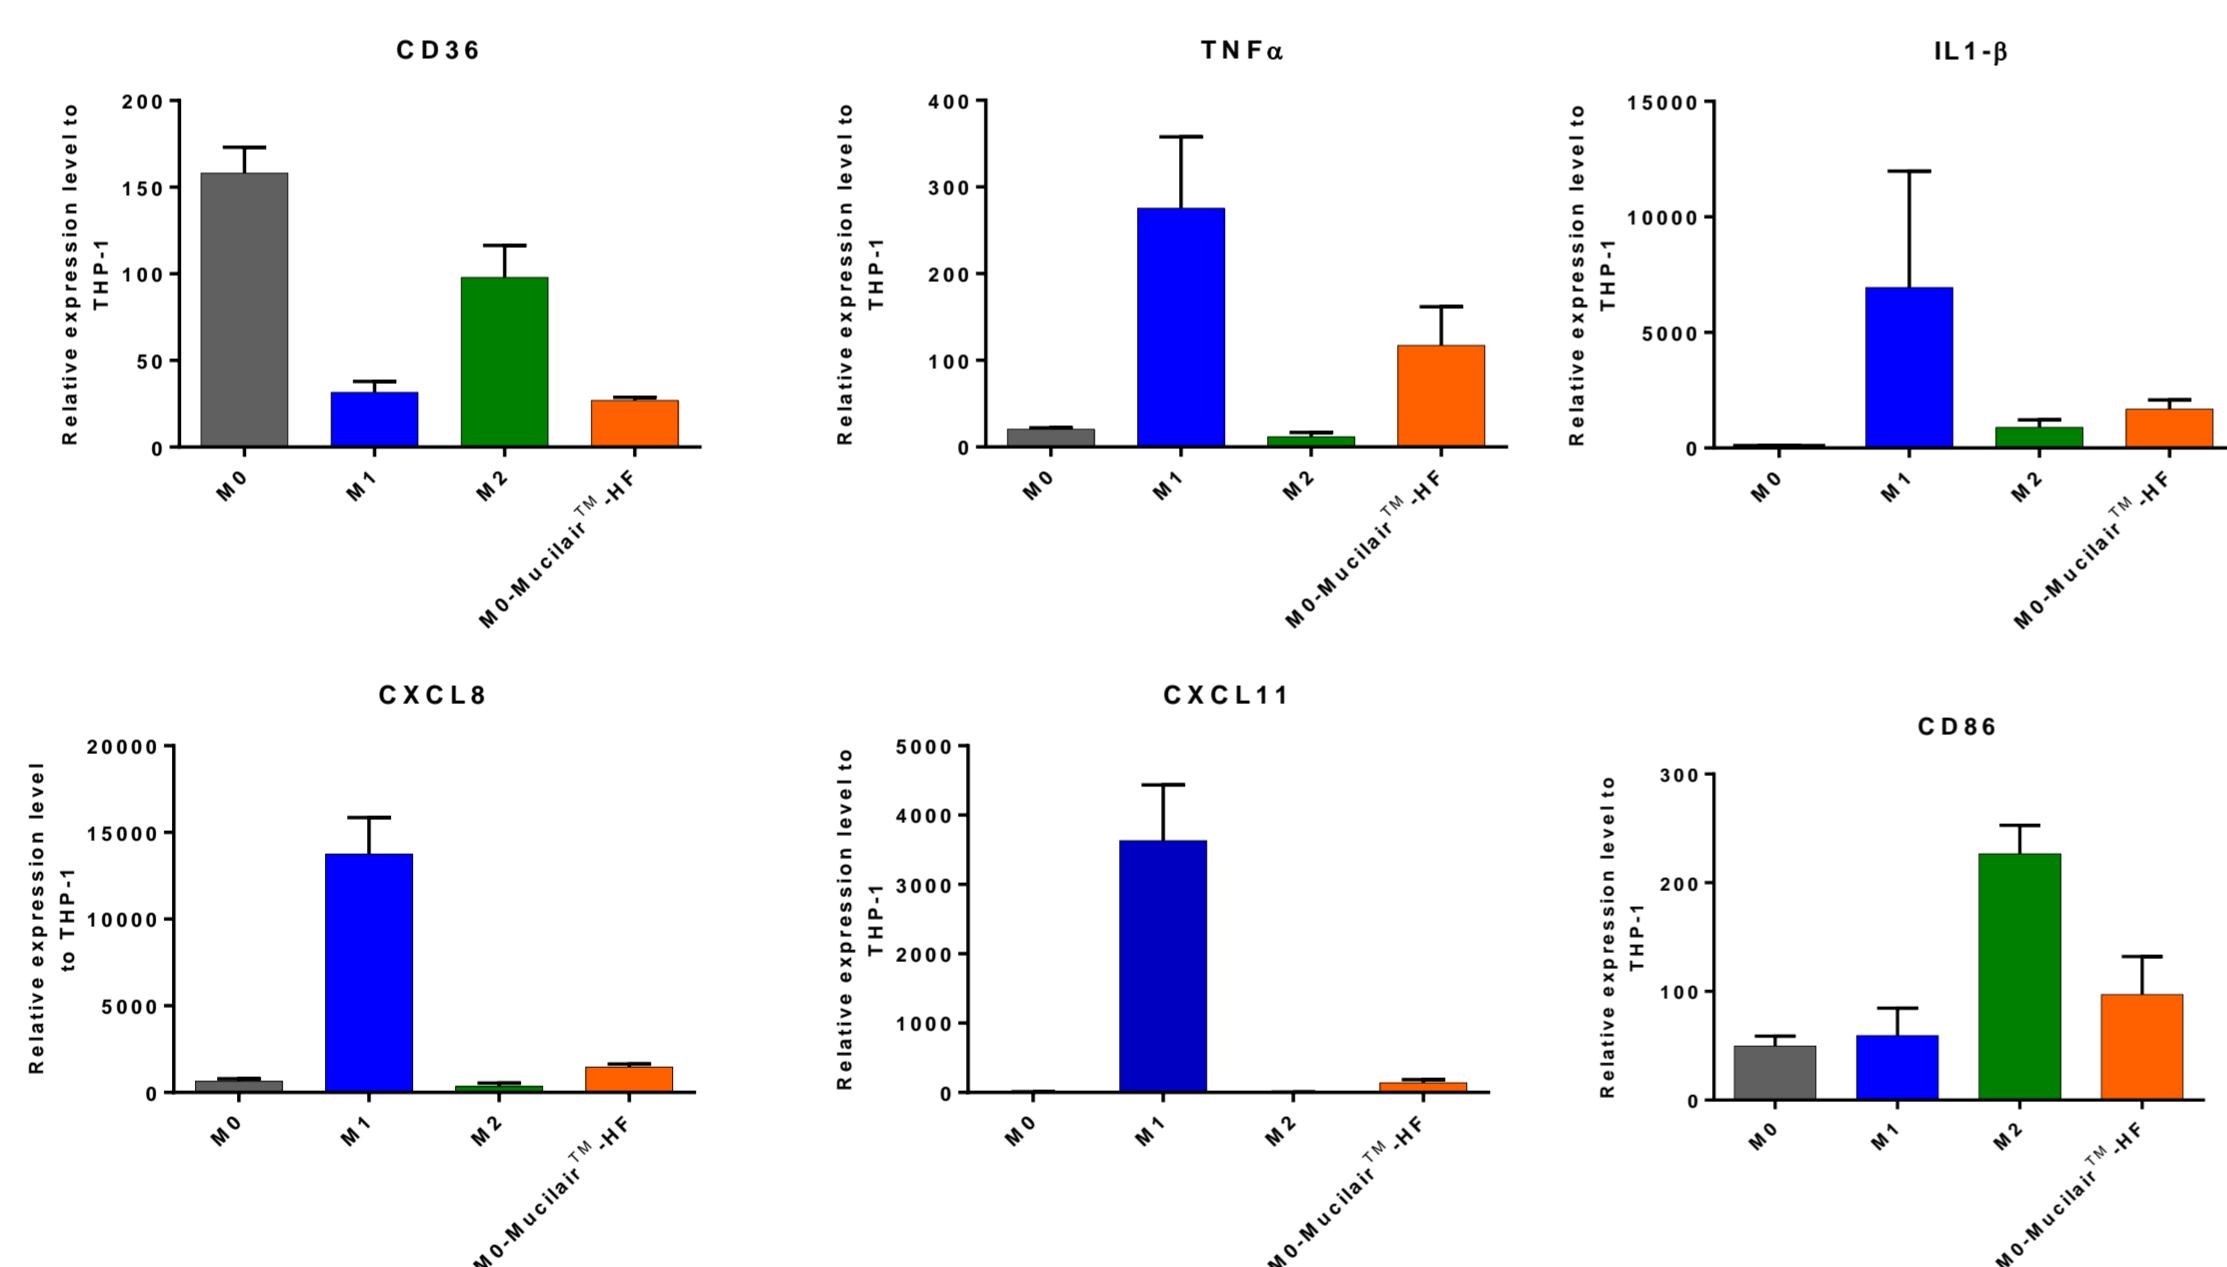 CD36
Relative expression level to
THP-1
200
150
100
50
0
M0
M1
M2
M0-Mucilair™-HF
TNFα
Relative expression level to
THP-1
400
300
200
100
0
M0
M1
M2
M0-Mucilair™-HF
IL1-β
Relative expression level to
THP-1
15000
10000
5000
0
M0
M1
M2
M0-Mucilair™-HF
CXCL8
Relative expression level
to THP-1
20000
15000
10000
5000
0
M0
M1
M2
M0-Mucilair™-HF
CXCL11
Relative expression level to
THP-1
5000
4000
3000
2000
1000
0
M0
M1
M2
M0-Mucilair™-HF
CD86
Relative expression level to
THP-1
300
200
100
0
M0
M1
M2
M0-Mucilair™-HF